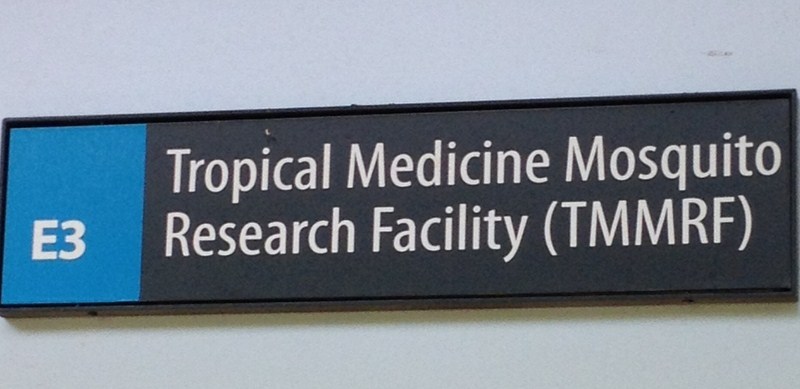 E3
Tropical Medicine Mosquito
Research Facility (TMMRF)